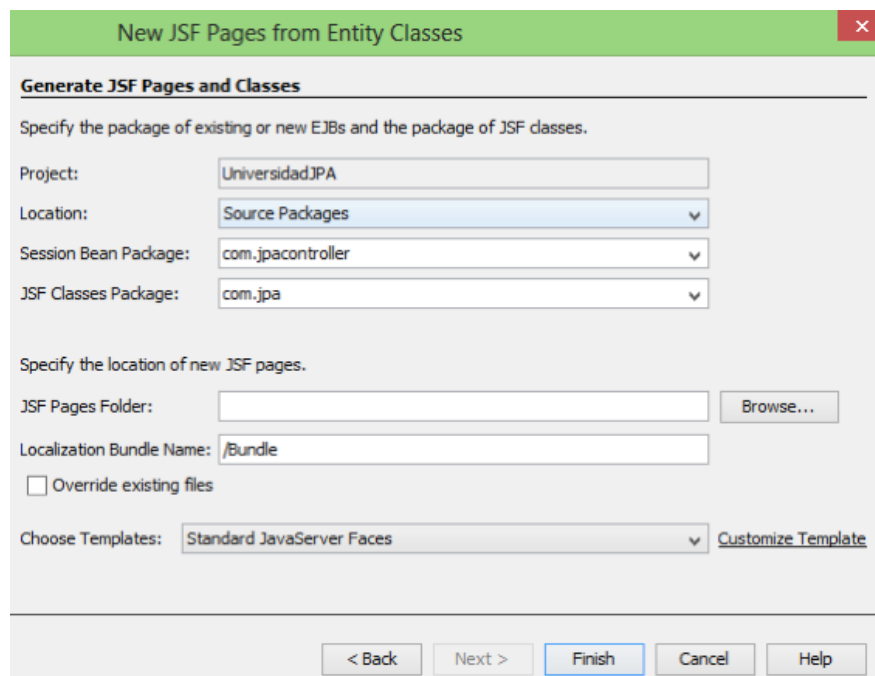 New JSF Pages from Entity Classes
Generate JSF Pages and Classes
Specify the package of existing or new EJBs and the package of JSF classes.
Project: UniversidadJPA
Location: Source Packages
Session Bean Package: com.jpacontroller
JSF Classes Package: com.jpa
Specify the location of new JSF pages.
JSF Pages Folder: Browse...
Localization Bundle Name: /Bundle
Override existing files
Choose Templates: Standard JavaServer Faces Customize Template
< Back Next > Finish Cancel Help